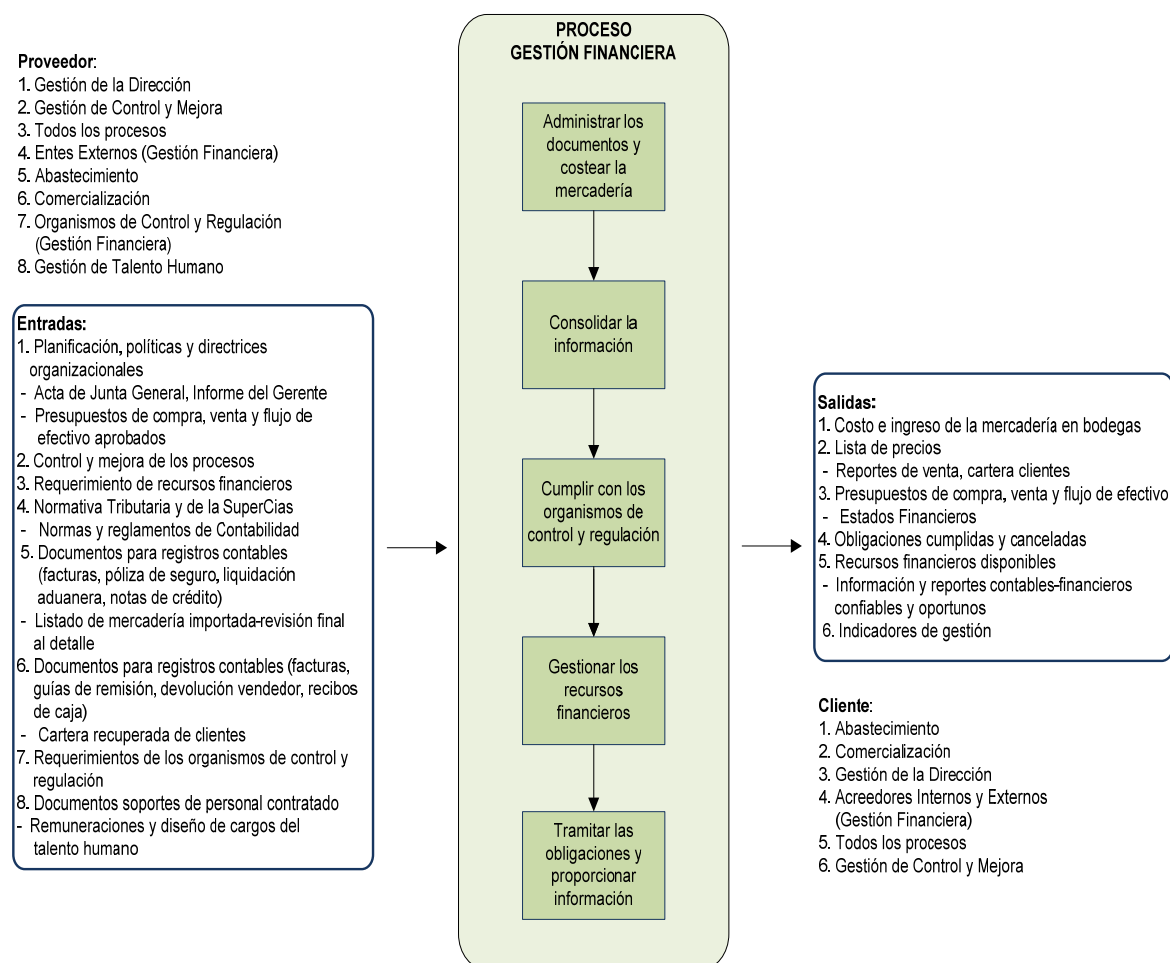 Proveedor:
1. Gestión de la Dirección
2. Gestión de Control y Mejora
3. Todos los procesos
4. Entes Externos (Gestión Financiera)
5. Abastecimiento
6. Comercialización
7. Organismos de Control y Regulación
(Gestión Financiera)
8. Gestión de Talento Humano
Entradas:
1. Planificación, políticas y directrices
organizacionales
- Acta de Junta General, Informe del Gerente
- Presupuestos de compra, venta y flujo de
efectivo aprobados
2. Control y mejora de los procesos
3. Requerimiento de recursos financieros
4. Normativa Tributaria y de la SuperCias
- Normas y reglamentos de Contabilidad
5. Documentos para registros contables
(facturas, póliza de seguro, liquidación
aduanera, notas de crédito)
- Listado de mercadería importada-revisión final
al detalle
6. Documentos para registros contables (facturas,
guías de remisión, devolución vendedor, recibos
de caja)
- Cartera recuperada de clientes
7. Requerimientos de los organismos de control y
regulación
8. Documentos soportes de personal contratado
- Remuneraciones y diseño de cargos del
talento humano
PROCESO
GESTIÓN FINANCIERA
Administrar los
documentos y
costear la
mercadería
Consolidar la
información
Cumplir con los
organismos de
control y regulación
Gestionar los
recursos
financieros
Tramitar las
obligaciones y
proporcionar
información
Salidas:
1. Costo e ingreso de la mercadería en bodegas
2. Lista de precios
- Reportes de venta, cartera clientes
3. Presupuestos de compra, venta y flujo de efectivo
- Estados Financieros
4. Obligaciones cumplidas y canceladas
5. Recursos financieros disponibles
- Información y reportes contables-financieros
confiables y oportunos
6. Indicadores de gestión
Cliente:
1. Abastecimiento
2. Comercialización
3. Gestión de la Dirección
4. Acreedores Internos y Externos
(Gestión Financiera)
5. Todos los procesos
6. Gestión de Control y Mejora